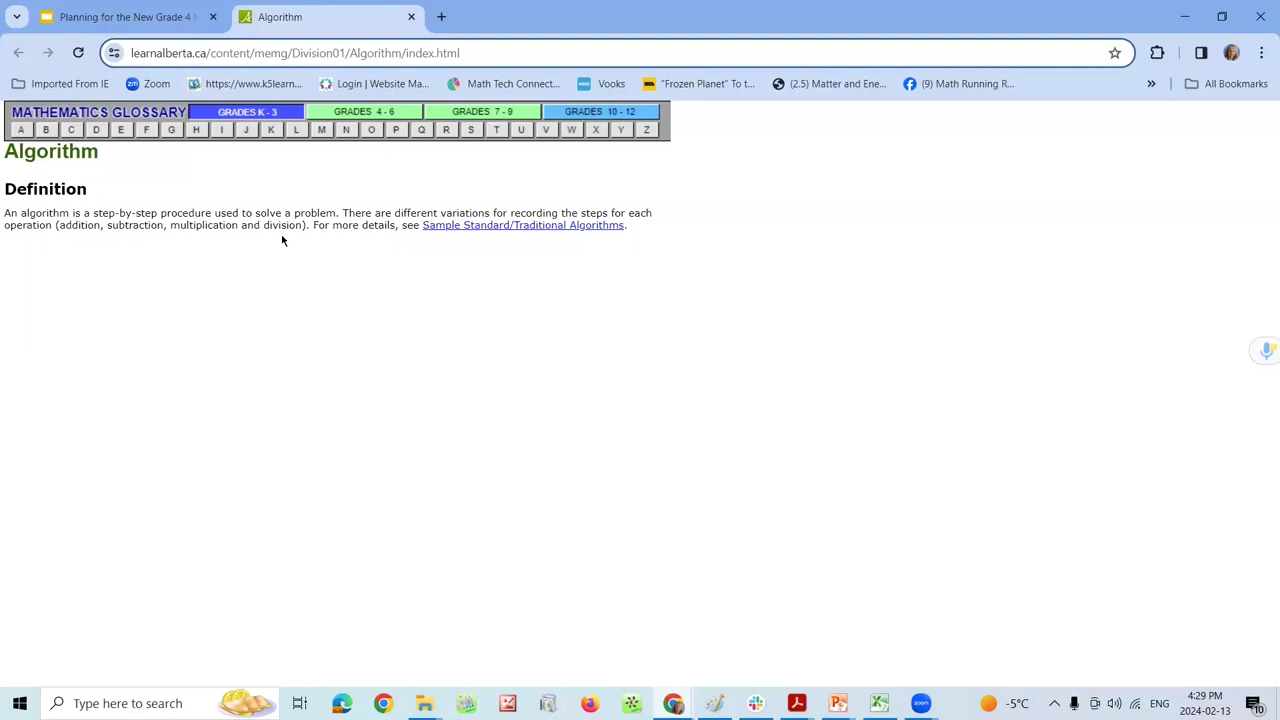 Planning for the New Grade 4
Algorithm
learnalberta.ca/content/memg/Division01/Algorithm/index.html
Imported From IE
Zoom
https://www.k5learn...
Login | Website Ma...
Math Tech Connect...
Vooks
"Frozen Planet" To t...
(2.5) Matter and Ene...
(9) Math Running R...
»
All Bookmarks
MATHEMATICS GLOSSARY
GRADES K - 3
GRADES 4 - 6
GRADES 7 - 9
GRADES 10 - 12
A B C D E F G H I J K L M N O P Q R S T U V W X Y Z
Algorithm
Definition
An algorithm is a step-by-step procedure used to solve a problem. There are different variations for recording the steps for each
operation (addition, subtraction, multiplication and division). For more details, see Sample Standard/Traditional Algorithms.
Type here to search
-5°C
ENG
4:29 PM
2024-02-13
10